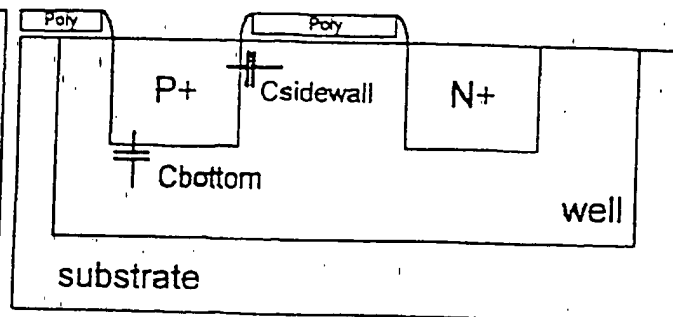 Poly
Poly
P+
Csidewall
N+
Cbottom
well
substrate